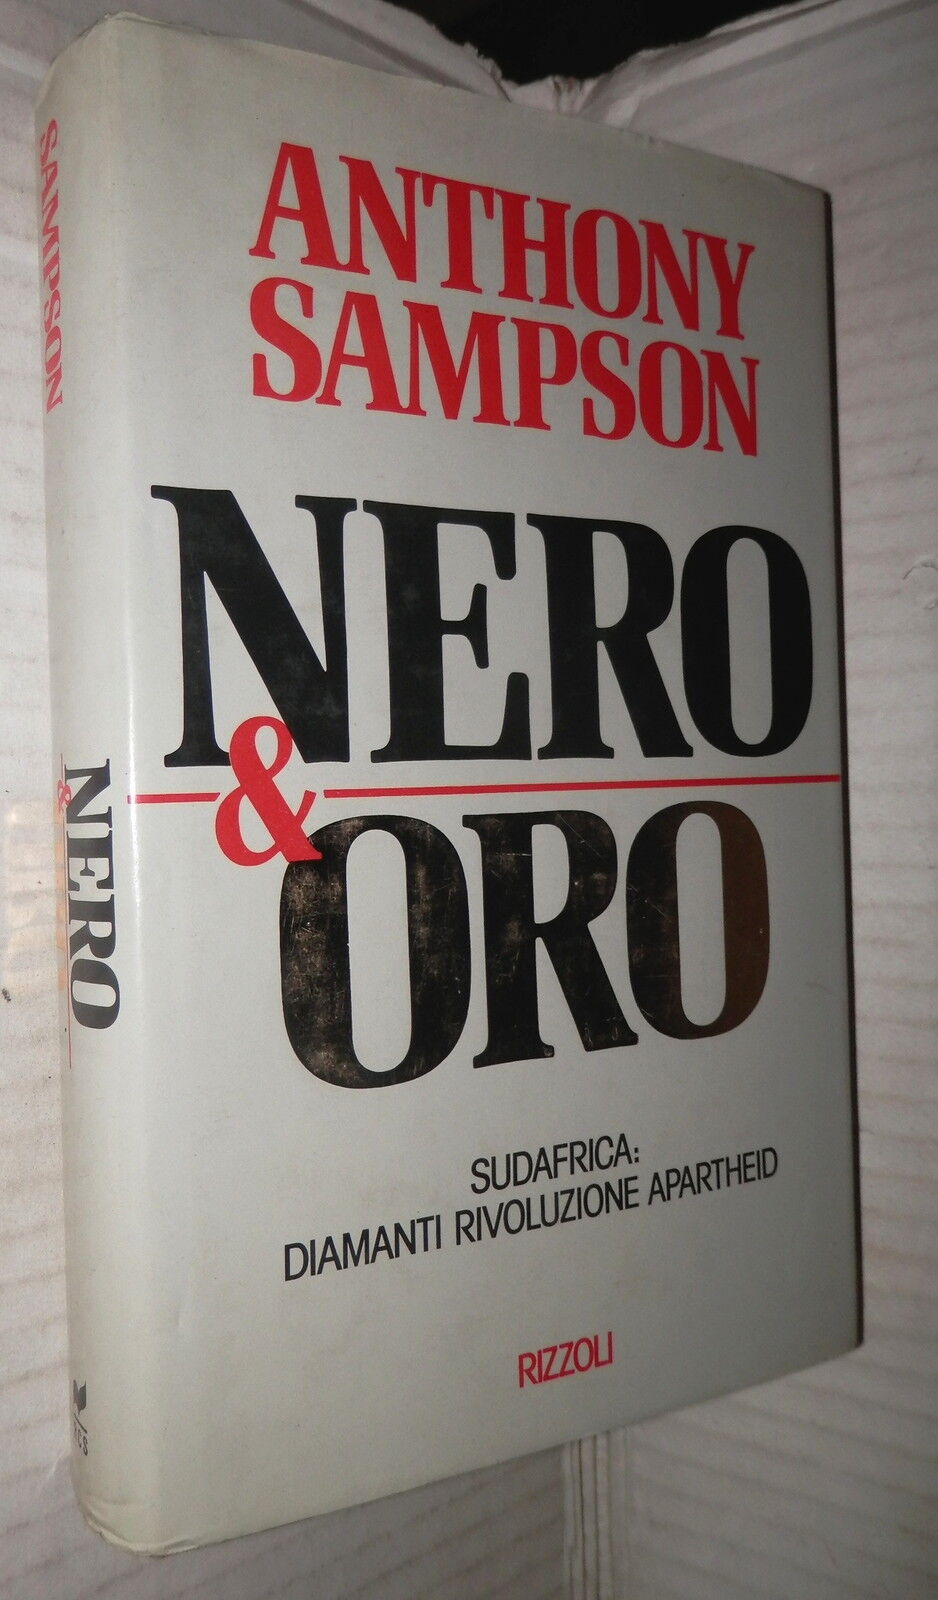 ANTHONY
SAMPSON
NERO
&
ORO
SUDAFRICA:
DIAMANTI RIVOLUZIONE APARTHEID
RIZZOLI
SAMPSON
NERO
&